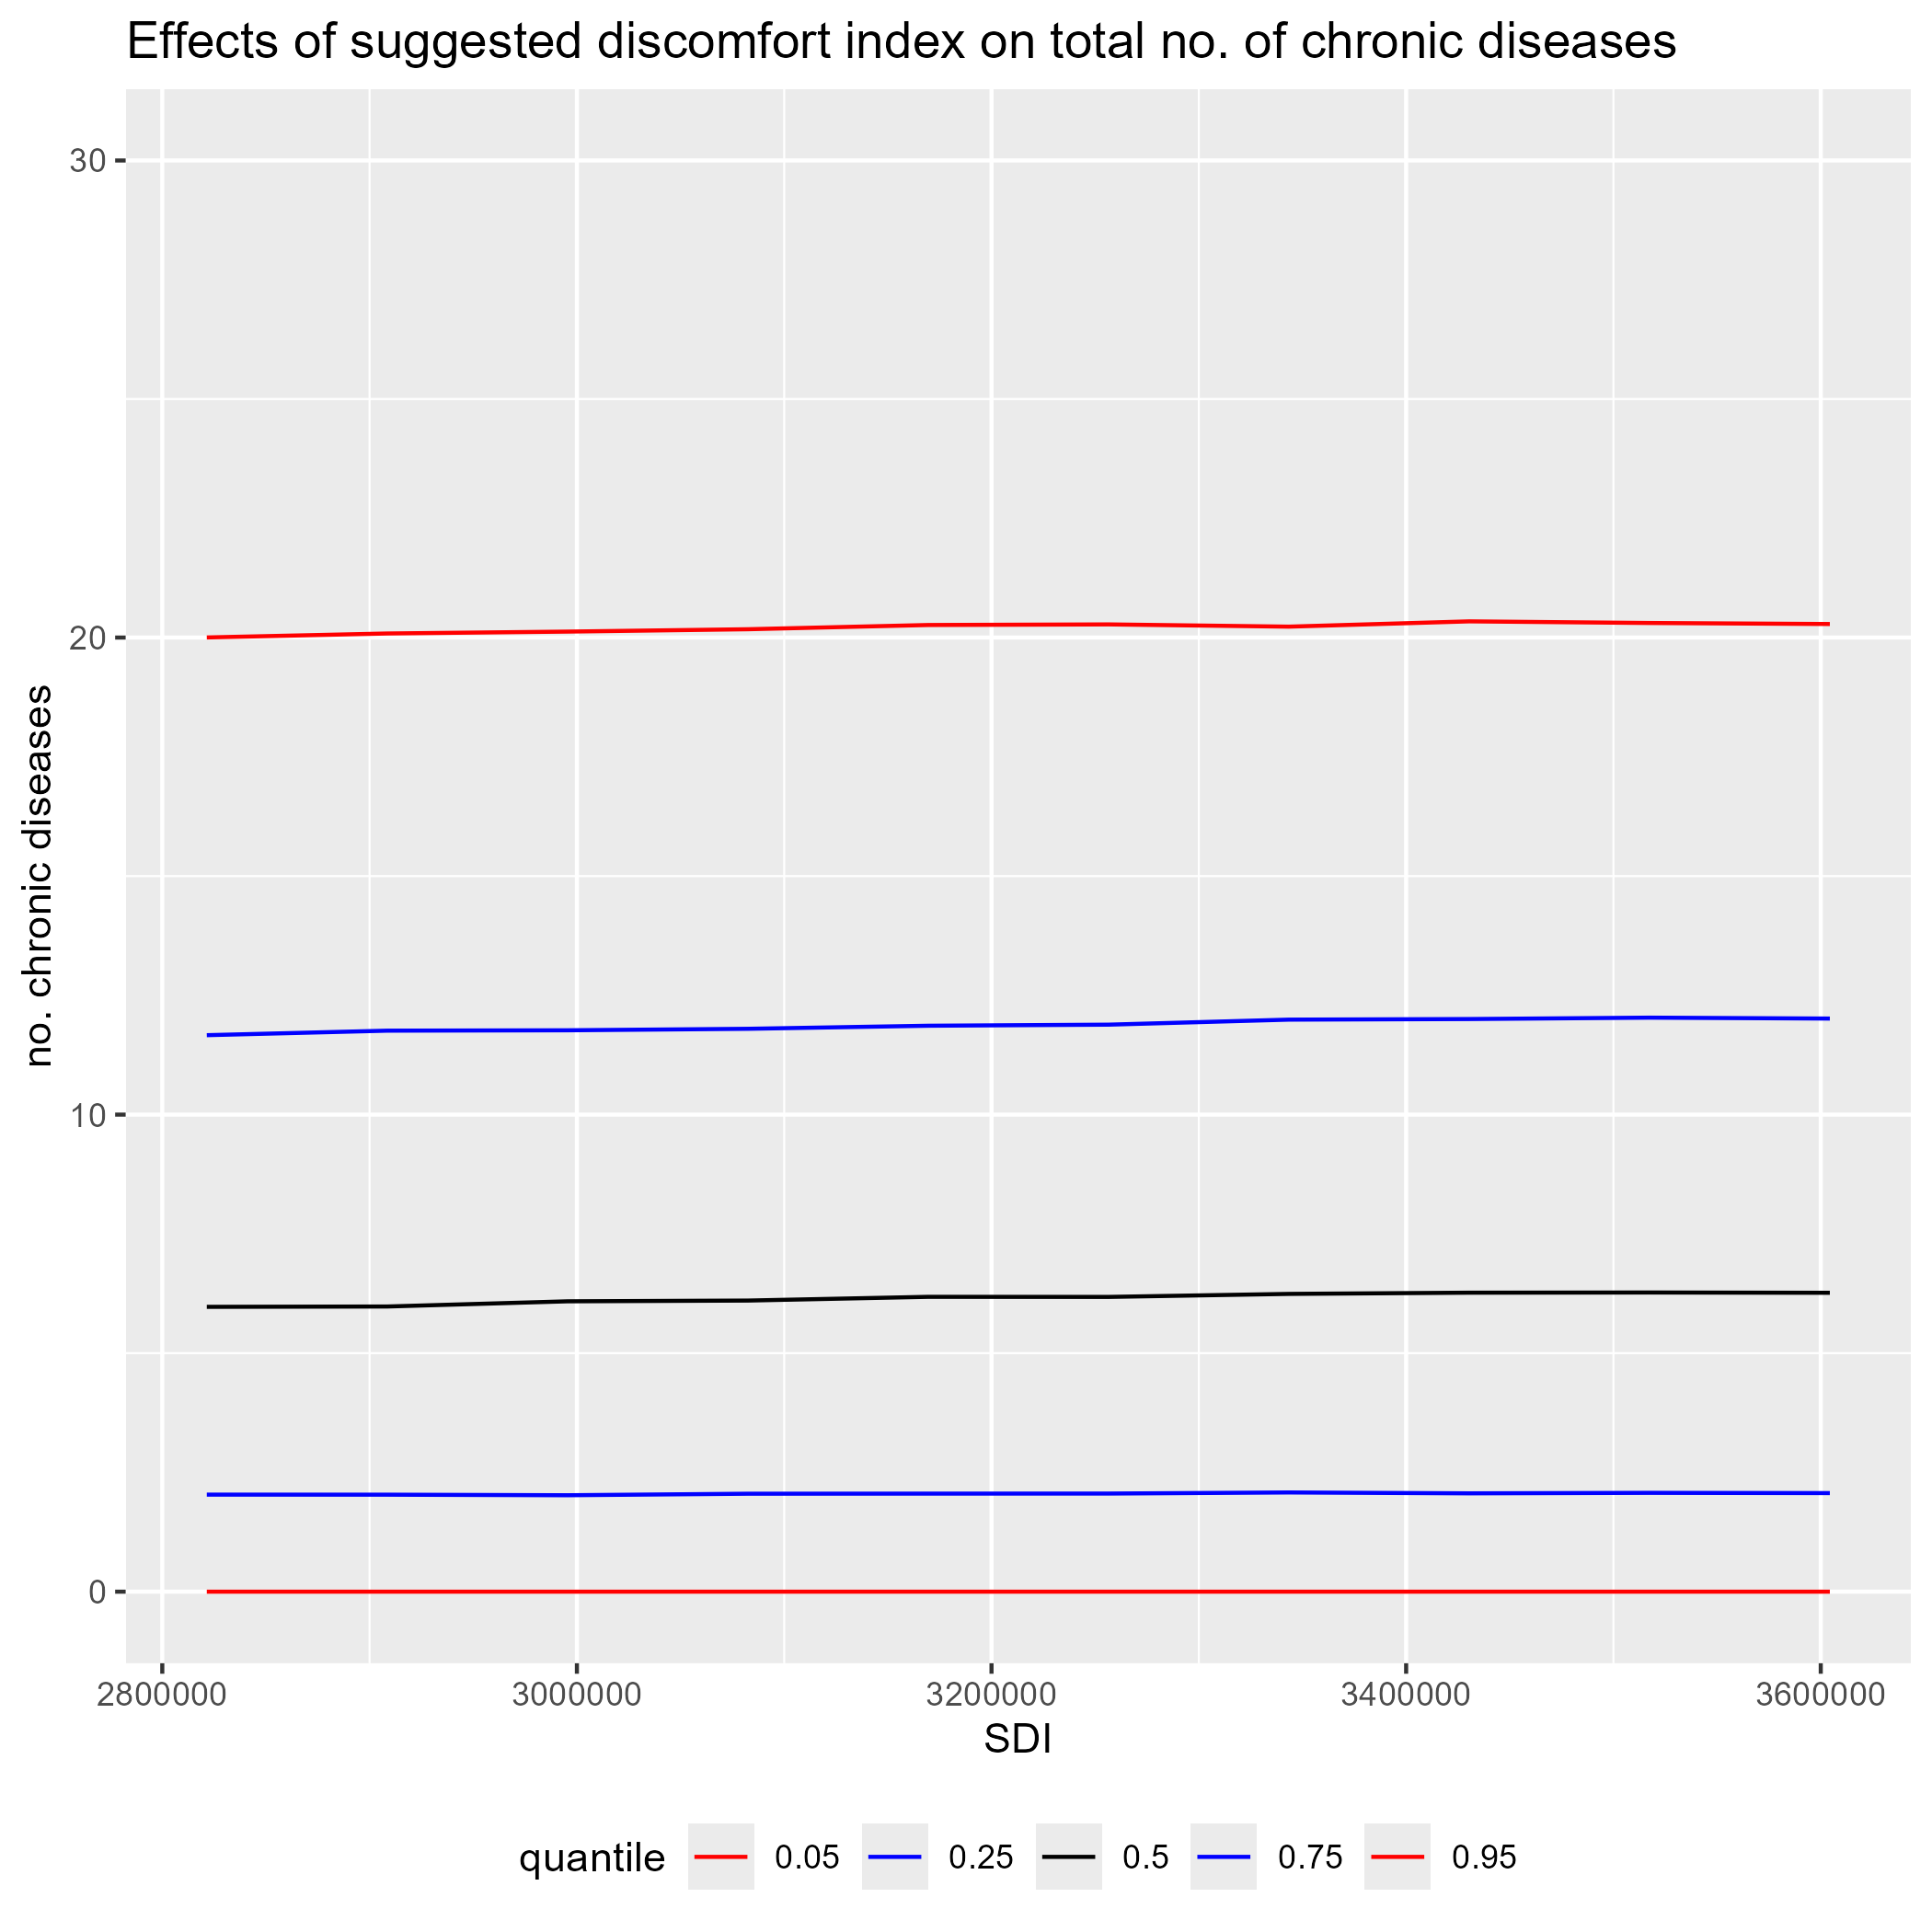 Effects of suggested discomfort index on total no. of chronic diseases
no. chronic diseases
30
20
10
0
2800000 3000000 3200000 3400000 3600000
SDI
quantile 0.05 0.25 0.5 0.75 0.95